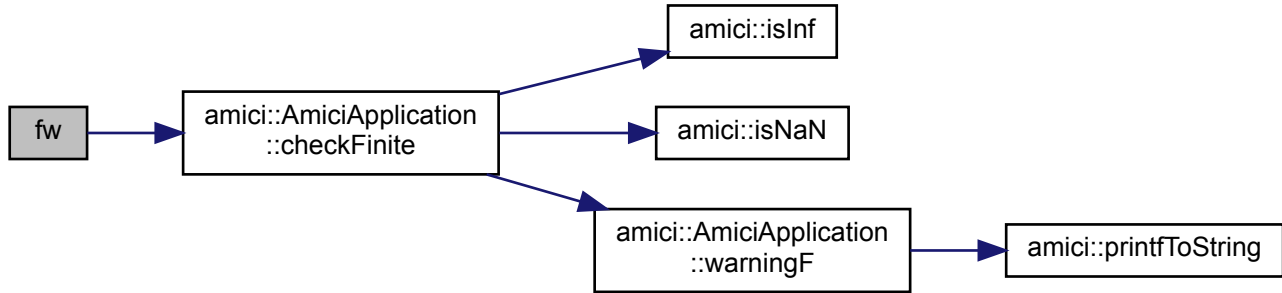 amici::isInf
fw
amici::AmiciApplication
::checkFinite
amici::isNaN
amici::AmiciApplication
::warningF
amici::printfToString